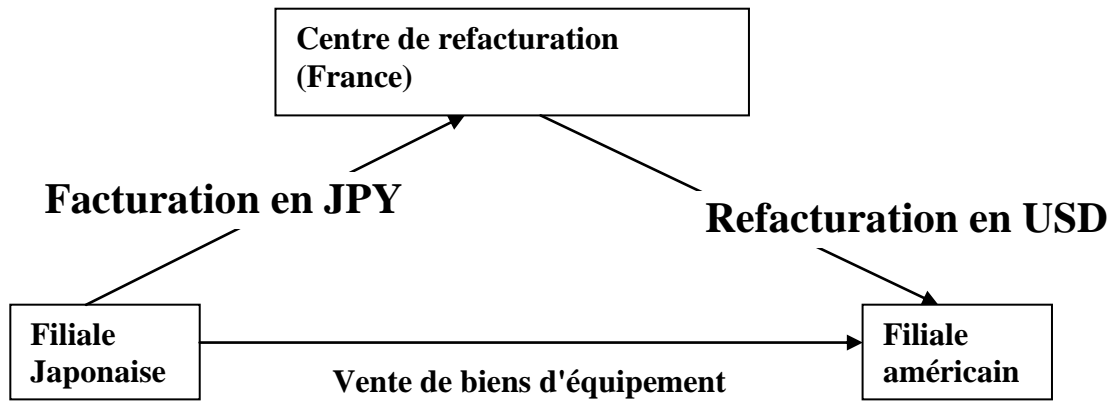 Centre de refacturation
(France)
Facturation en JPY
Refacturation en USD
Filiale
Japonaise
Vente de biens d'équipement
Filiale
américain